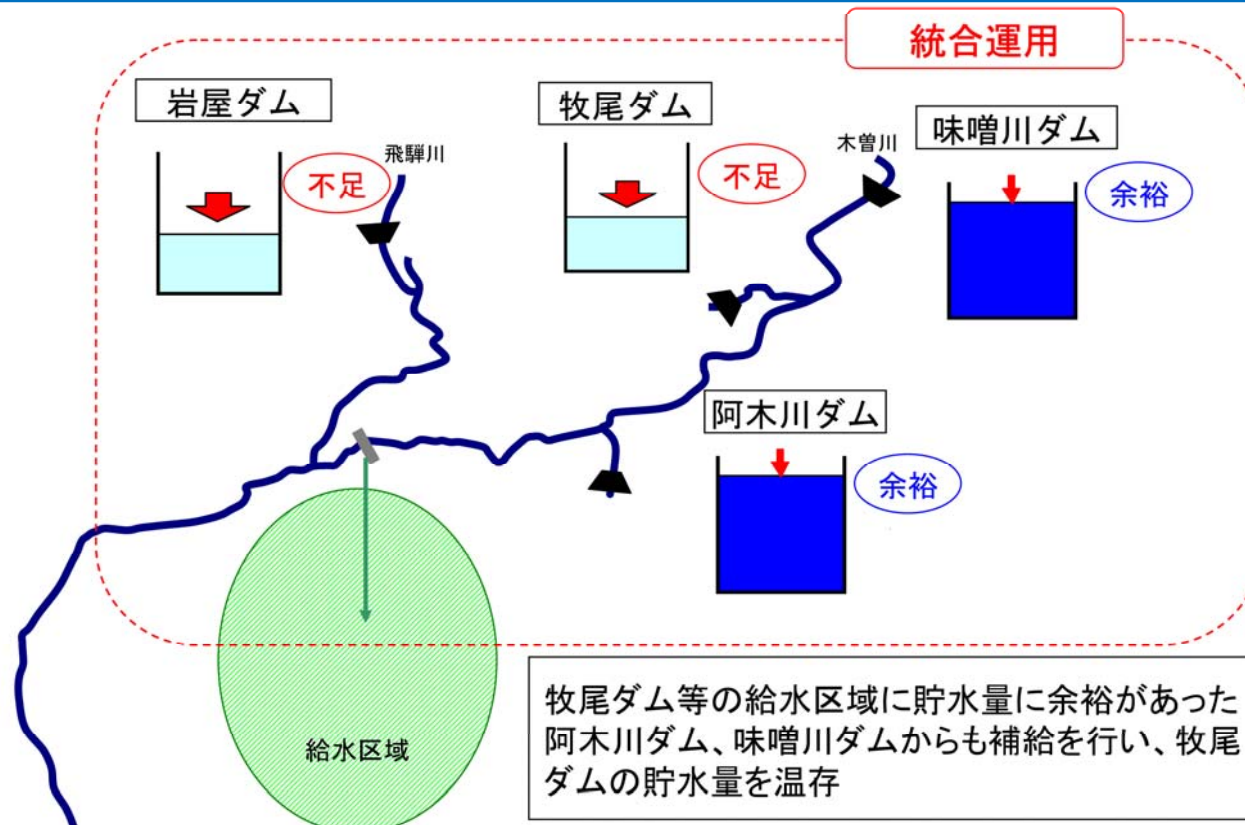 統合運用
岩屋ダム
牧尾ダム
味噌川ダム
不足
飛騨川
不足
木曽川
余裕
阿木川ダム
余裕
給水区域
牧尾ダム等の給水区域に貯水量に余裕があった
阿木川ダム、味噌川ダムからも補給を行い、牧尾
ダムの貯水量を温存